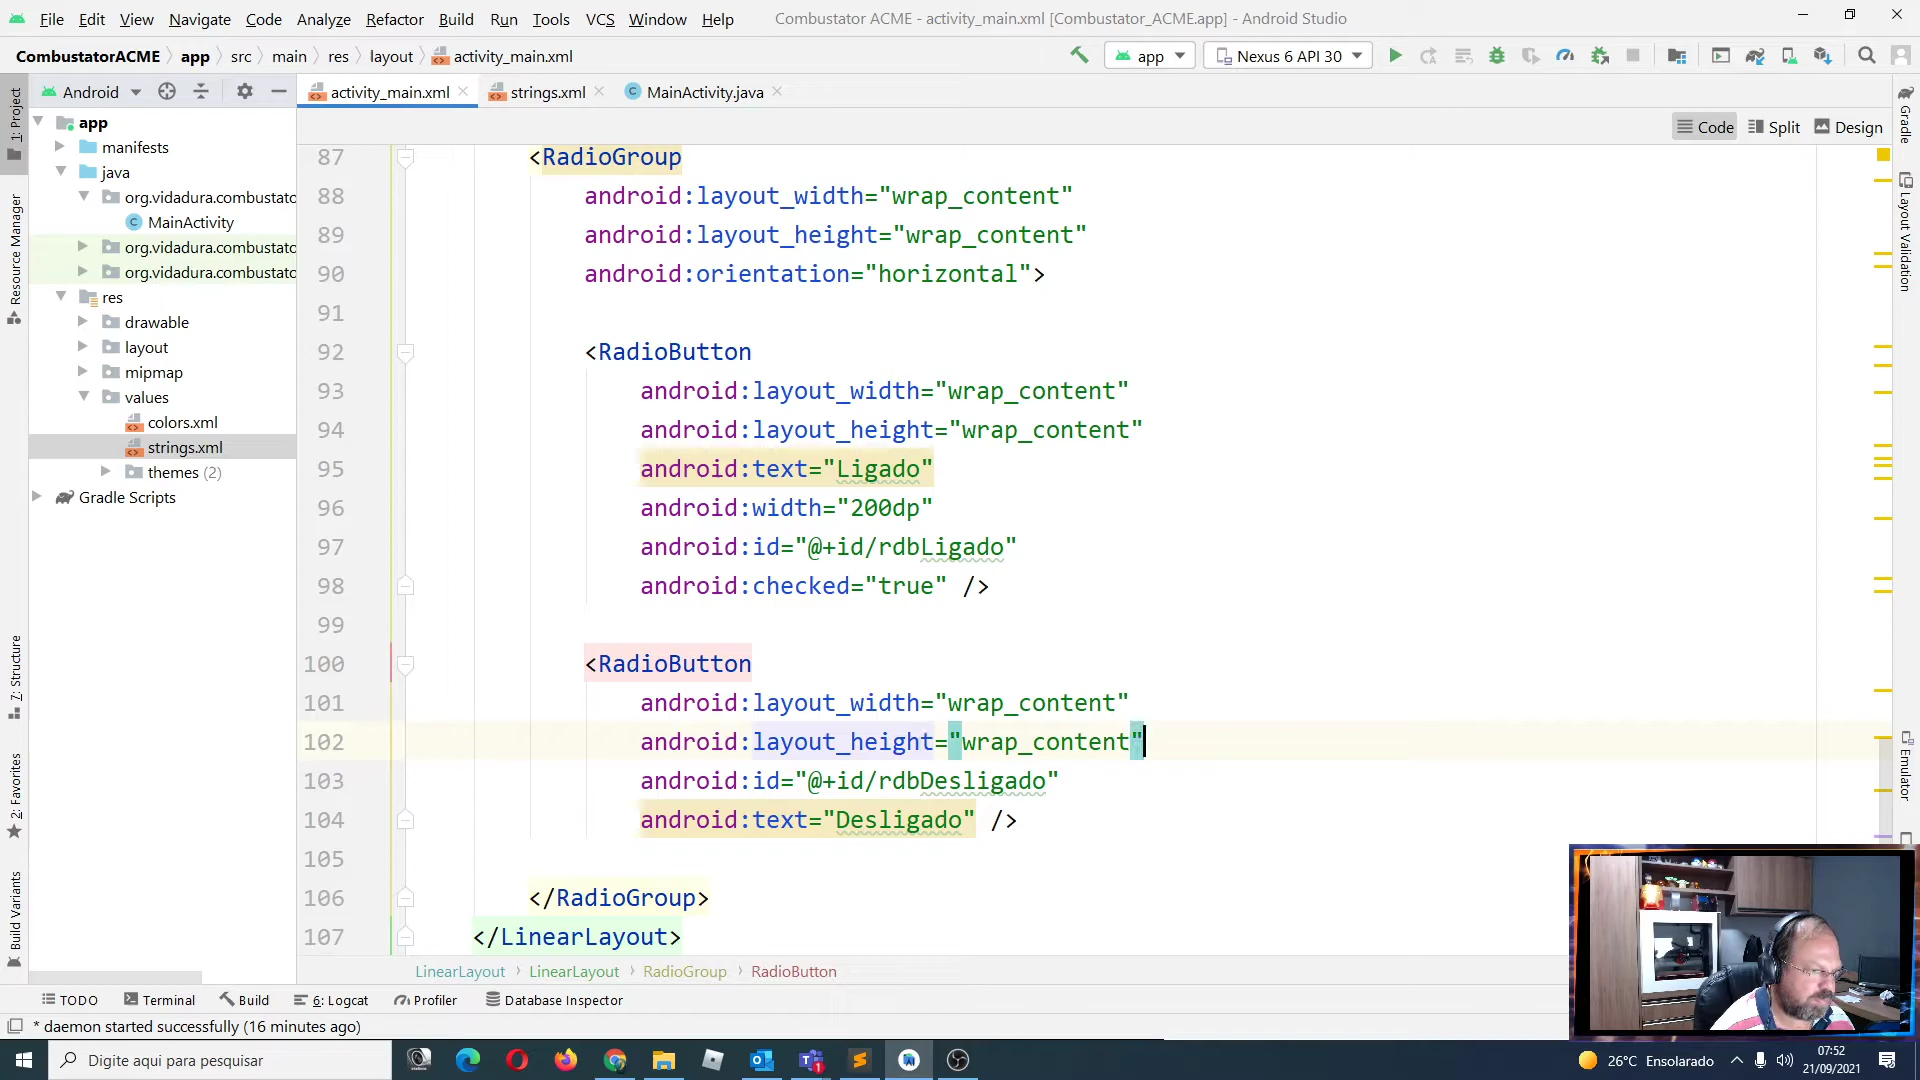 File Edit View Navigate Code Analyze Refactor Build Run Tools VCS Window Help Combustator ACME - activity_main.xml [Combustator_ACME.app] - Android Studio
CombustatorACME app src main res layout activity_main.xml app Nexus 6 API 30
Android activity_main.xml strings.xml MainActivity.java
Code Split Design
1: Project
Resource Manager
7: Structure
2: Favorites
Build Variants
app
manifests
java
org.vidadura.combustato
MainActivity
org.vidadura.combustato
org.vidadura.combustato
res
drawable
layout
mipmap
values
colors.xml
strings.xml
themes (2)
Gradle Scripts
87 <RadioGroup
88 android:layout_width="wrap_content"
89 android:layout_height="wrap_content"
90 android:orientation="horizontal">
91
92 <RadioButton
93 android:layout_width="wrap_content"
94 android:layout_height="wrap_content"
95 android:text="Ligado"
96 android:width="200dp"
97 android:id="@+id/rdbLigado"
98 android:checked="true" />
99
100 <RadioButton
101 android:layout_width="wrap_content"
102 android:layout_height="wrap_content"
103 android:id="@+id/rdbDesligado"
104 android:text="Desligado" />
105
106 </RadioGroup>
107 </LinearLayout>
Gradle
Layout Validation
Emulator
LinearLayout LinearLayout RadioGroup RadioButton
TODO Terminal Build 6: Logcat Profiler Database Inspector
* daemon started successfully (16 minutes ago)
Digite aqui para pesquisar
26°C Ensolarado
07:52
21/09/2021